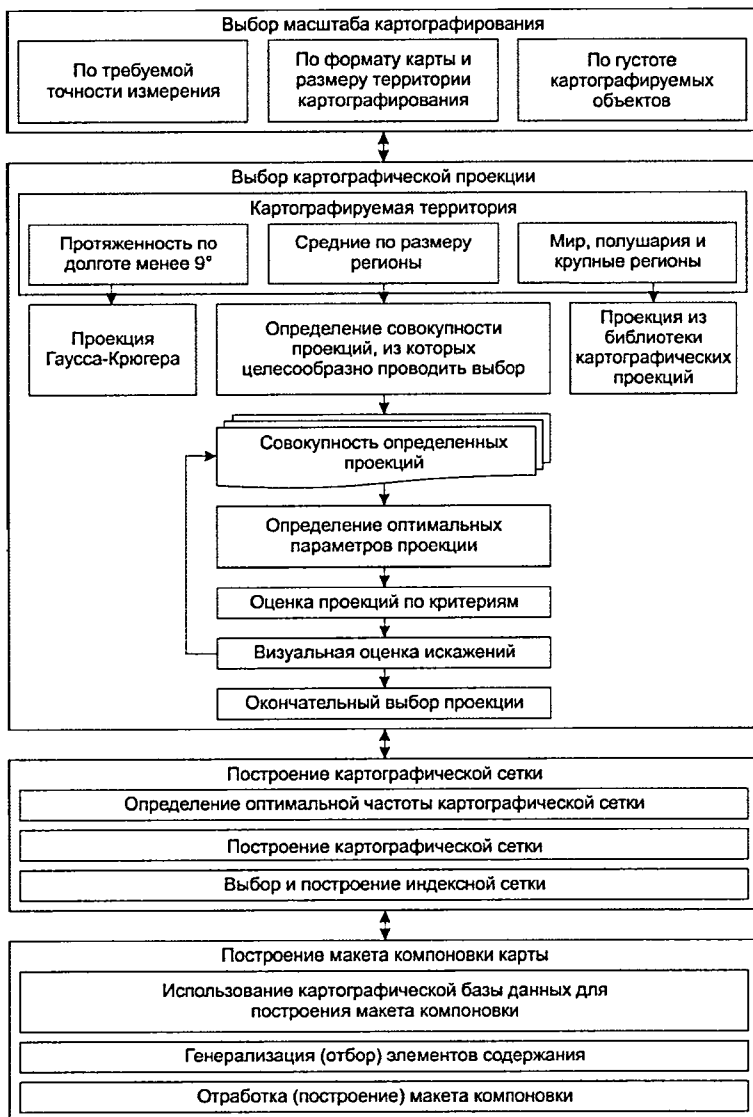 Выбор масштаба картографирования
По требуемой
точности измерения
По формату карты и
размеру территории
картографирования
По густоте
картографируемых
объектов
Выбор картографической проекции
Картографируемая территория
Протяженность по
долготе менее 9°
Средние по размеру
регионы
Мир, полушария и
крупные регионы
Проекция
Гаусса-Крюгера
Определение совокупности
проекций, из которых
целесообразно проводить выбор
Проекция из
библиотеки
картографических
проекций
Совокупность определенных
проекций
Определение оптимальных
параметров проекции
Оценка проекций по критериям
Визуальная оценка искажений
Окончательный выбор проекции
Построение картографической сетки
Определение оптимальной частоты картографической сетки
Построение картографической сетки
Выбор и построение индексной сетки
Построение макета компоновки карты
Использование картографической базы данных для
построения макета компоновки
Генерализация (отбор) элементов содержания
Отработка (построение) макета компоновки